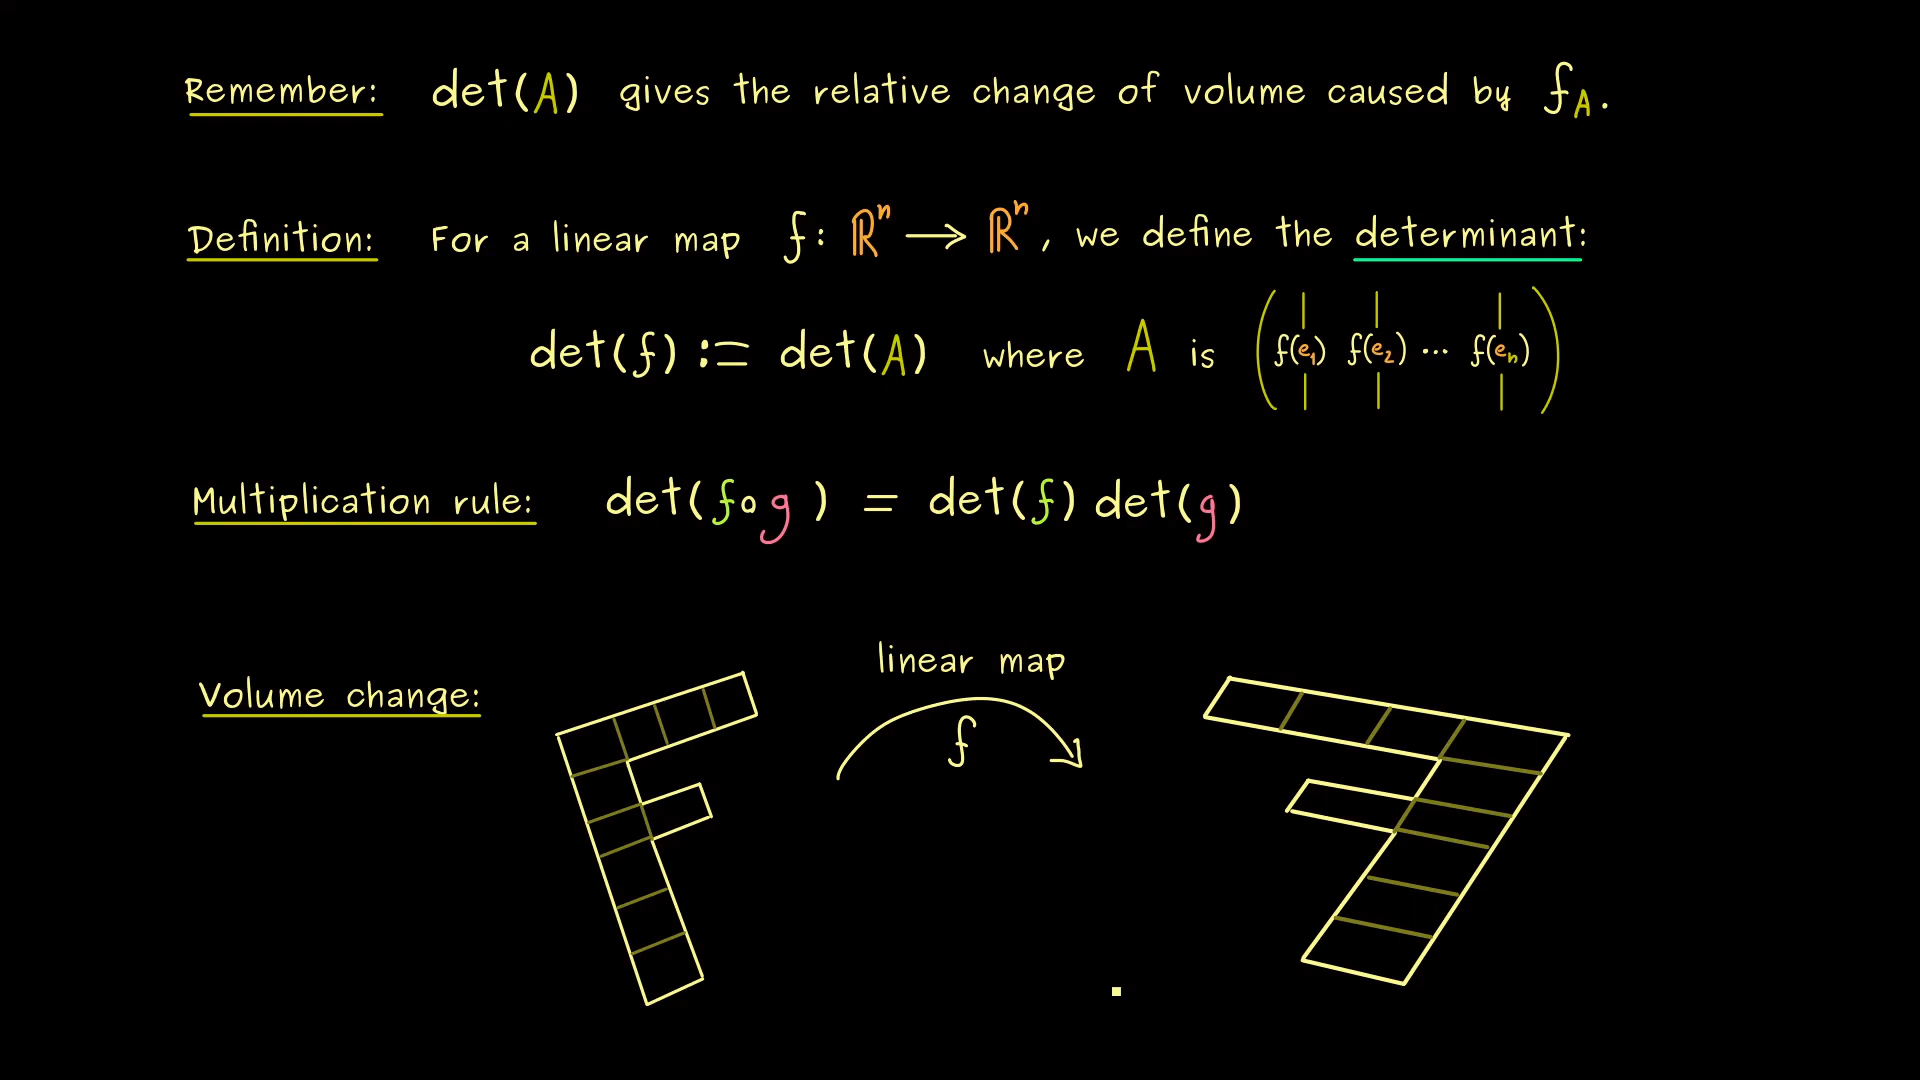 Remember: det(A) gives the relative change of volume caused by f_A.
Definition: For a linear map f: ℝⁿ → ℝⁿ, we define the determinant:
det(f) := det(A) where A is ( f(e₁) f(e₂) ⋯ f(eₙ) )
Multiplication rule: det(f∘g) = det(f) det(g)
linear map
Volume change:
f